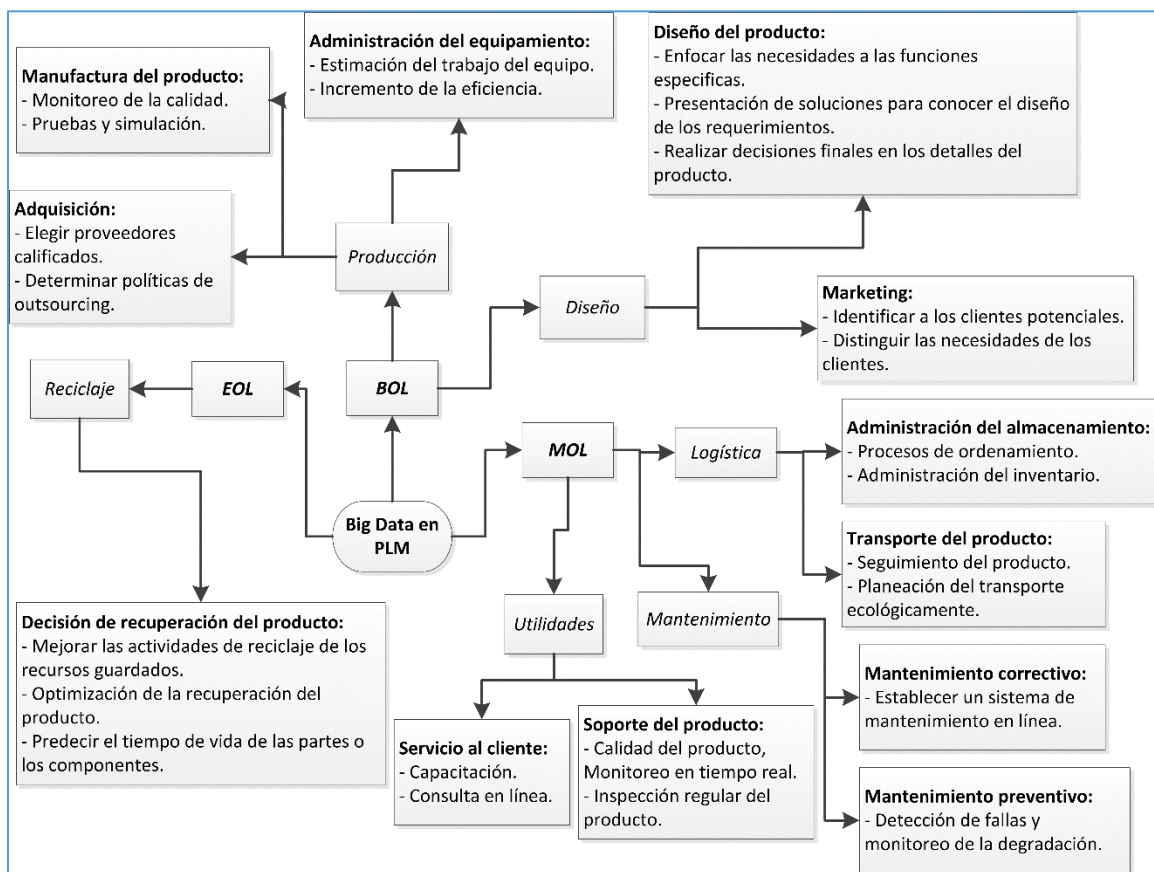 Administración del equipamiento:
- Estimación del trabajo del equipo.
- Incremento de la eficiencia.
Diseño del producto:
- Enfocar las necesidades a las funciones
especificas.
- Presentación de soluciones para conocer el diseño
de los requerimientos.
- Realizar decisiones finales en los detalles del
producto.
Manufactura del producto:
- Monitoreo de la calidad.
- Pruebas y simulación.
Adquisición:
- Elegir proveedores
calificados.
- Determinar políticas de
outsourcing.
Producción
Diseño
Marketing:
- Identificar a los clientes potenciales.
- Distinguir las necesidades de los
clientes.
Reciclaje
EOL
BOL
MOL
Logística
Administración del almacenamiento:
- Procesos de ordenamiento.
- Administración del inventario.
Big Data en
PLM
Transporte del producto:
- Seguimiento del producto.
- Planeación del transporte
ecológicamente.
Utilidades
Mantenimiento
Decisión de recuperación del producto:
- Mejorar las actividades de reciclaje de los
recursos guardados.
- Optimización de la recuperación del
producto.
- Predecir el tiempo de vida de las partes o
los componentes.
Servicio al cliente:
- Capacitación.
- Consulta en línea.
Soporte del producto:
- Calidad del producto,
Monitoreo en tiempo real.
- Inspección regular del
producto.
Mantenimiento correctivo:
- Establecer un sistema de
mantenimiento en línea.
Mantenimiento preventivo:
- Detección de fallas y
monitoreo de la degradación.